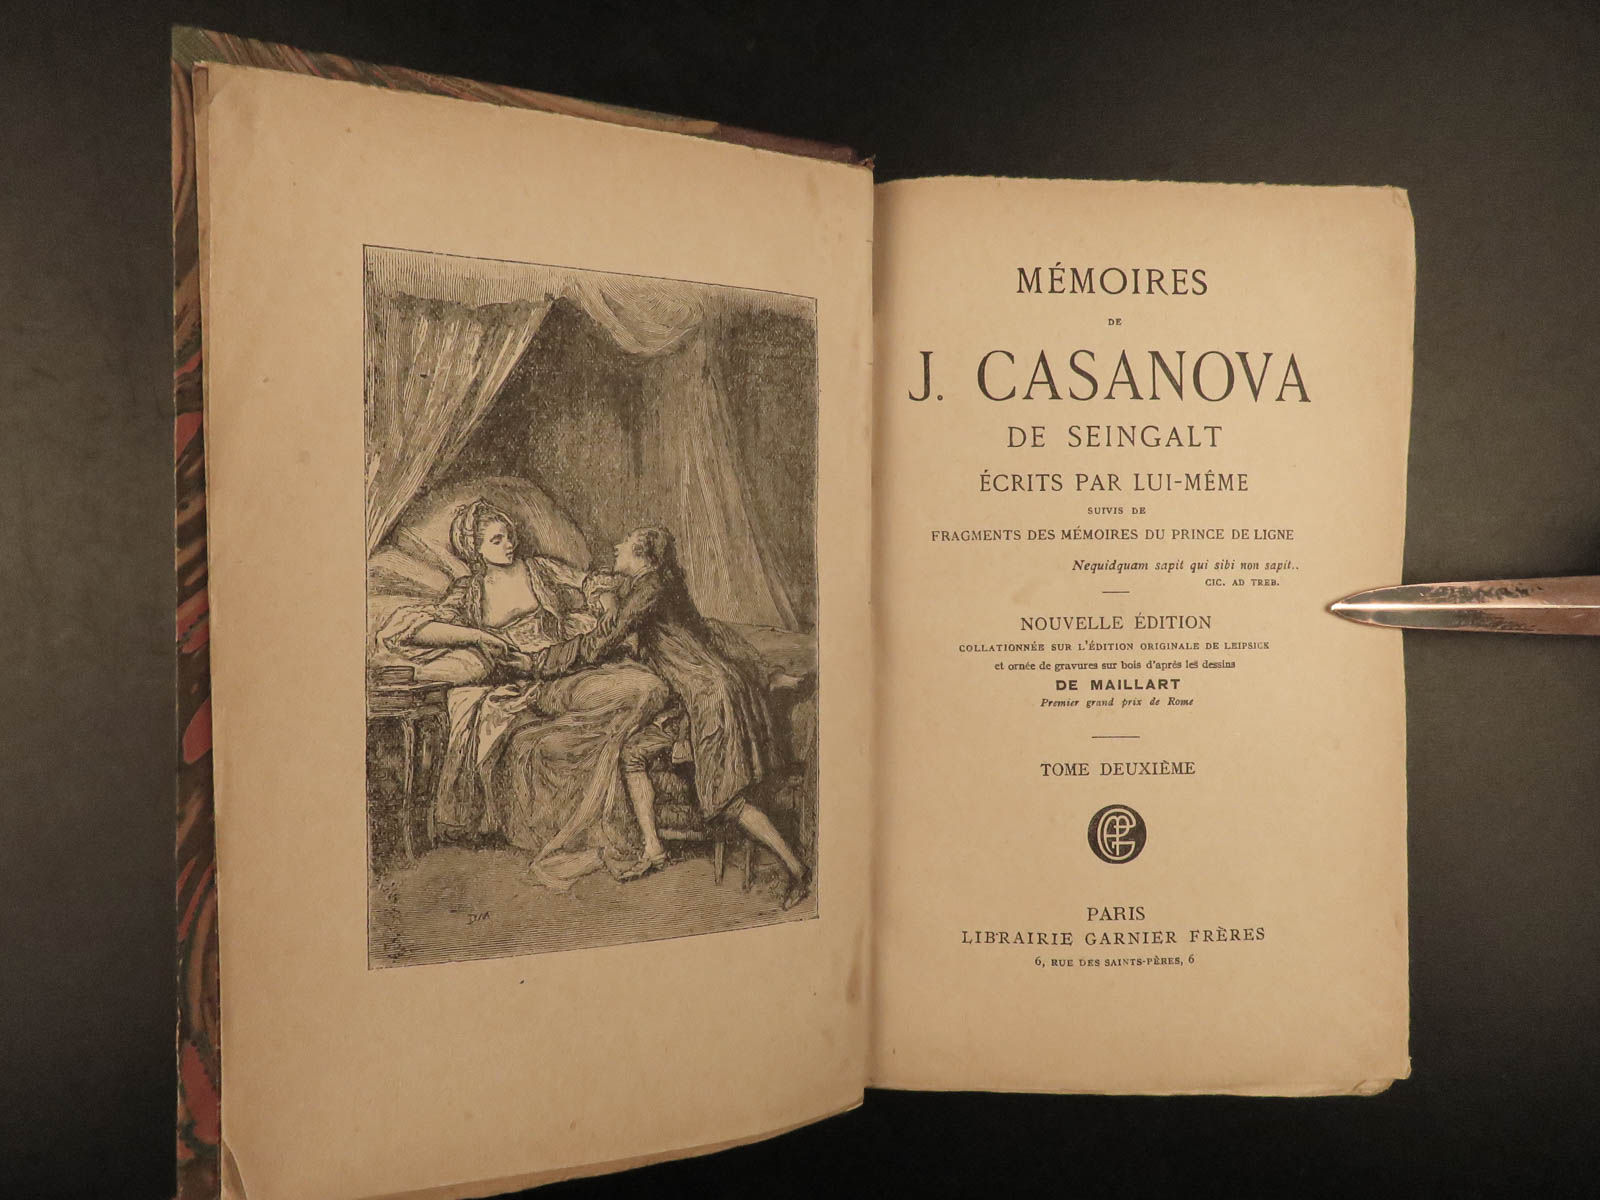 MÉMOIRES
DE
J. CASANOVA
DE SEINGALT
ÉCRITS PAR LUI-MÊME
SUIVIS DE
FRAGMENTS DES MÉMOIRES DU PRINCE DE LIGNE
Nequidquam sapit qui sibi non sapit..
CIC. AD TREB.
NOUVELLE ÉDITION
COLLATIONNÉE SUR L'ÉDITION ORIGINALE DE LEIPSICK
et ornée de gravures sur bois d'après les dessins
DE MAILLART
Premier grand prix de Rome
TOME DEUXIÈME
PARIS
LIBRAIRIE GARNIER FRÈRES
6, RUE DES SAINTS-PÈRES, 6